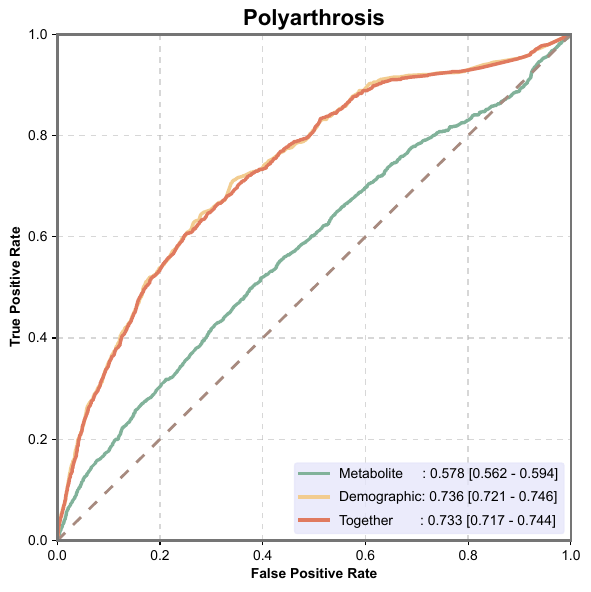 Polyarthrosis
1.0
0.8
0.6
0.4
0.2
0.0
True Positive Rate
Metabolite : 0.578 [0.562 - 0.594]
Demographic: 0.736 [0.721 - 0.746]
Together : 0.733 [0.717 - 0.744]
0.0 0.2 0.4 0.6 0.8 1.0
False Positive Rate